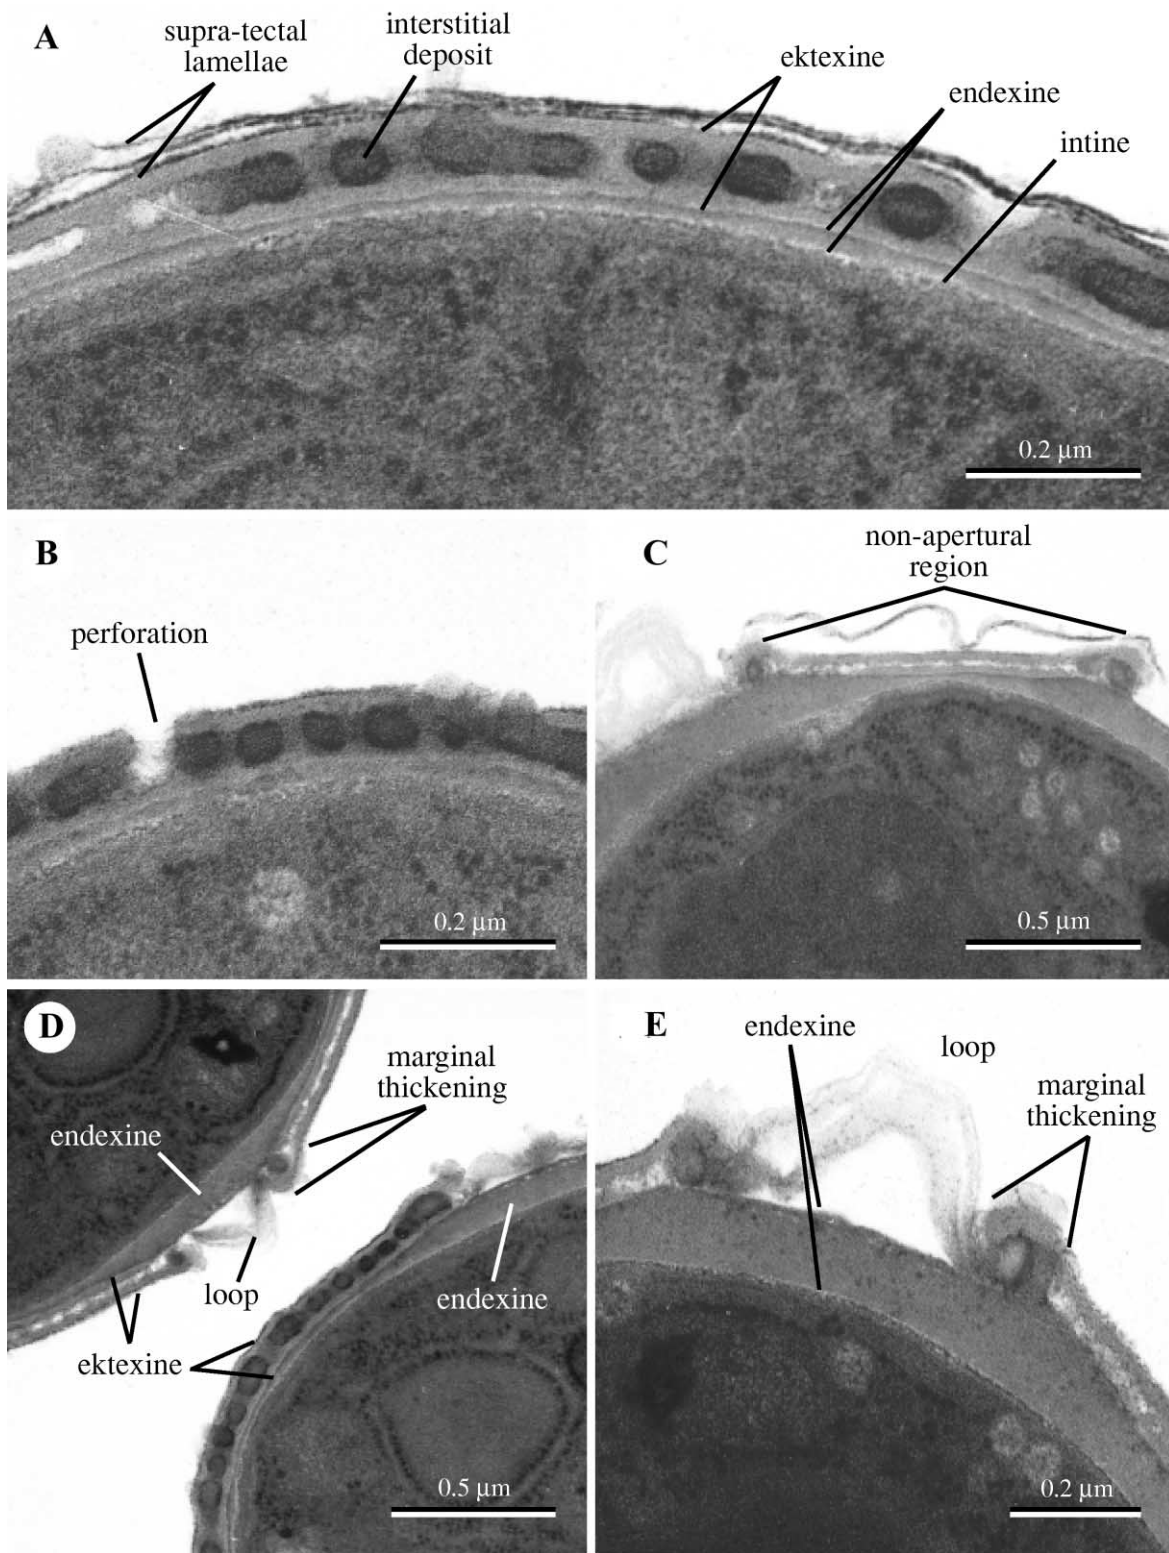 A
supra-tectal
lamellae
interstitial
deposit
ektexine
endexine
intine
0.2 µm
B
perforation
0.2 µm
C
non-apertural
region
0.5 µm
D
marginal
thickening
endexine
loop
endexine
ektexine
0.5 µm
E
endexine
loop
marginal
thickening
0.2 µm